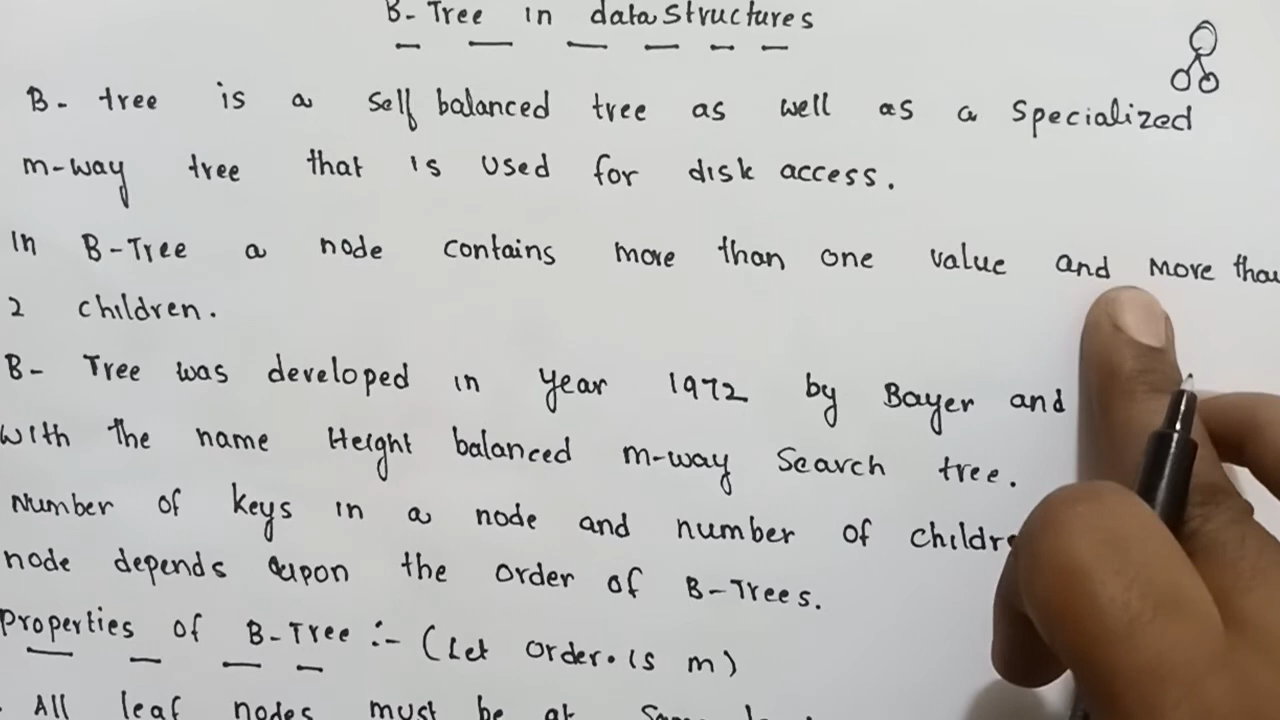 B-Tree in data structures
B- tree is a self balanced tree as well as a specialized
m-way tree that is used for disk access.
In B-Tree a node contains more than one value and more
2 children.
B- Tree was developed in year 1972 by Bayer and
with the name Height balanced m-way Search tree.
Number of keys in a node and number of
node depends upon the order of B-Trees.
Properties of B-Tree :- (Let order. is m)
All leaf nodes must be at